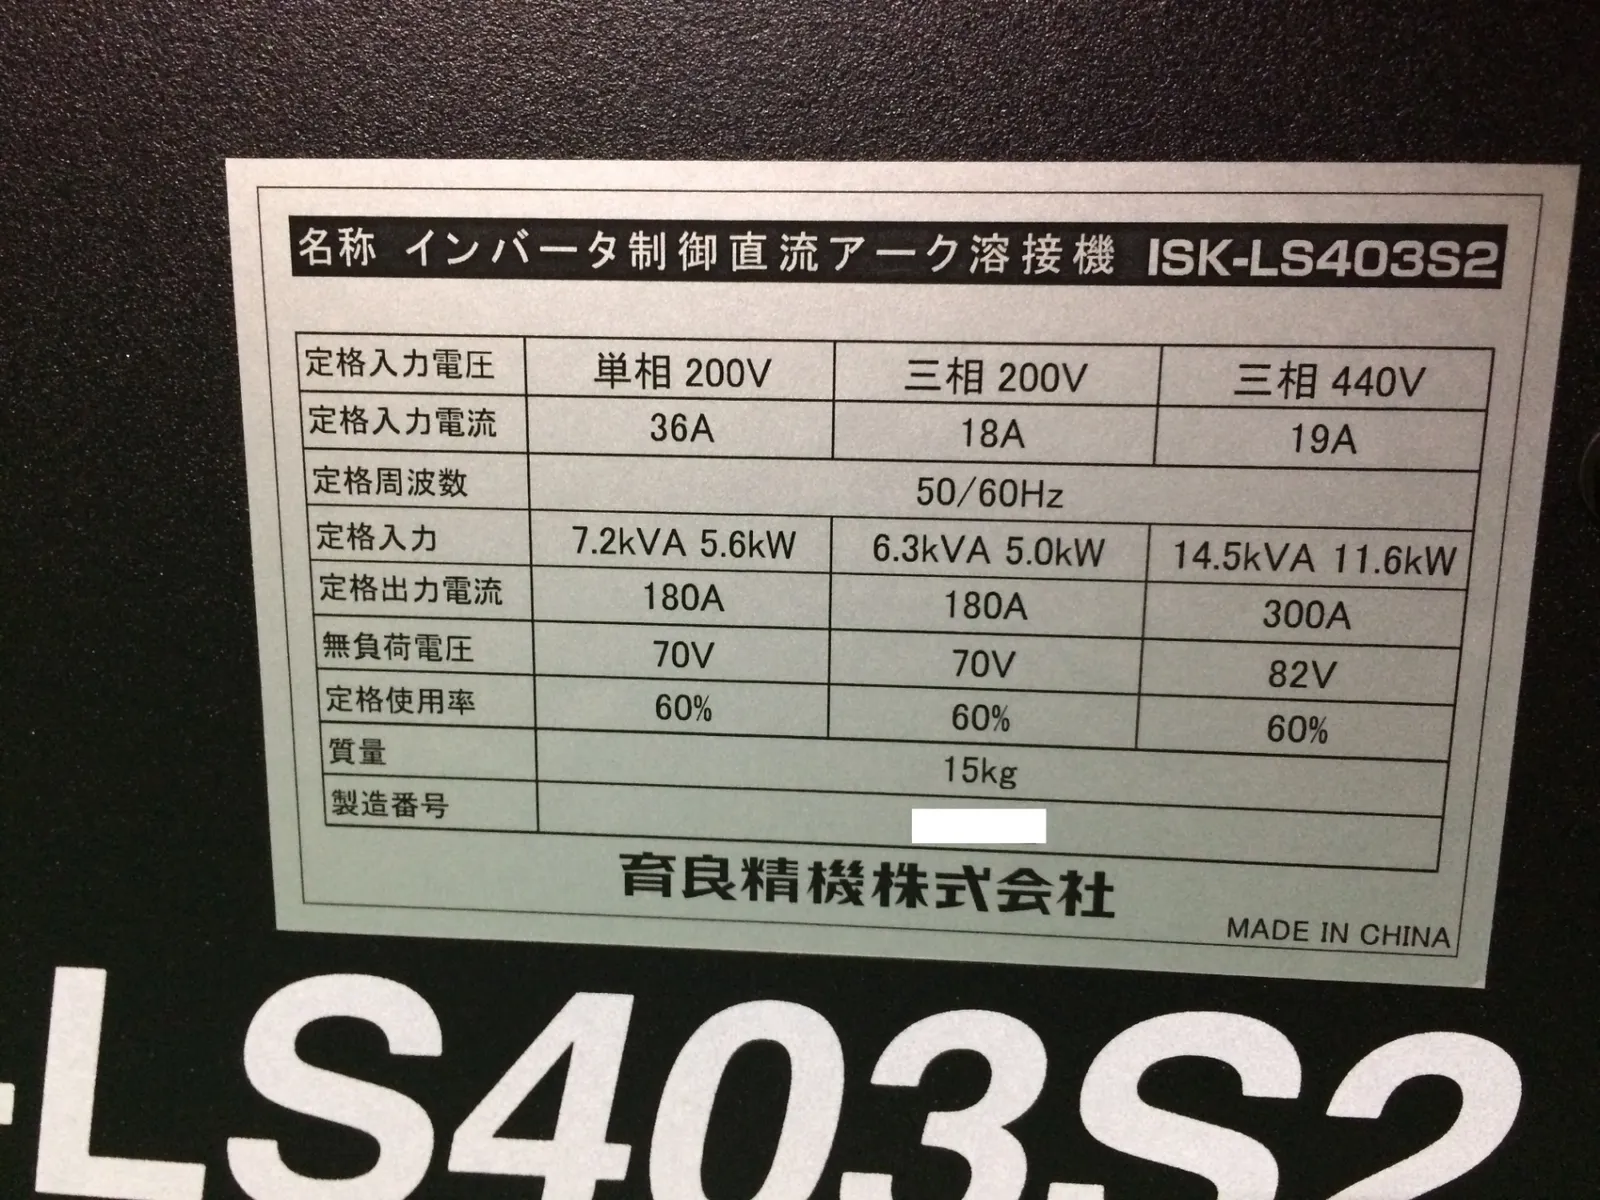 名称 インバータ制御直流アーク溶接機 ISK-LS403S2
定格入力電圧 単相 200V 三相 200V 三相 440V
定格入力電流 36A 18A 19A
定格周波数 50/60Hz
定格入力 7.2kVA 5.6kW 6.3kVA 5.0kW 14.5kVA 11.6kW
定格出力電流 180A 180A 300A
無負荷電圧 70V 70V 82V
定格使用率 60% 60% 60%
質量 15kg
製造番号
育良精機株式会社
MADE IN CHINA
-LS403S2